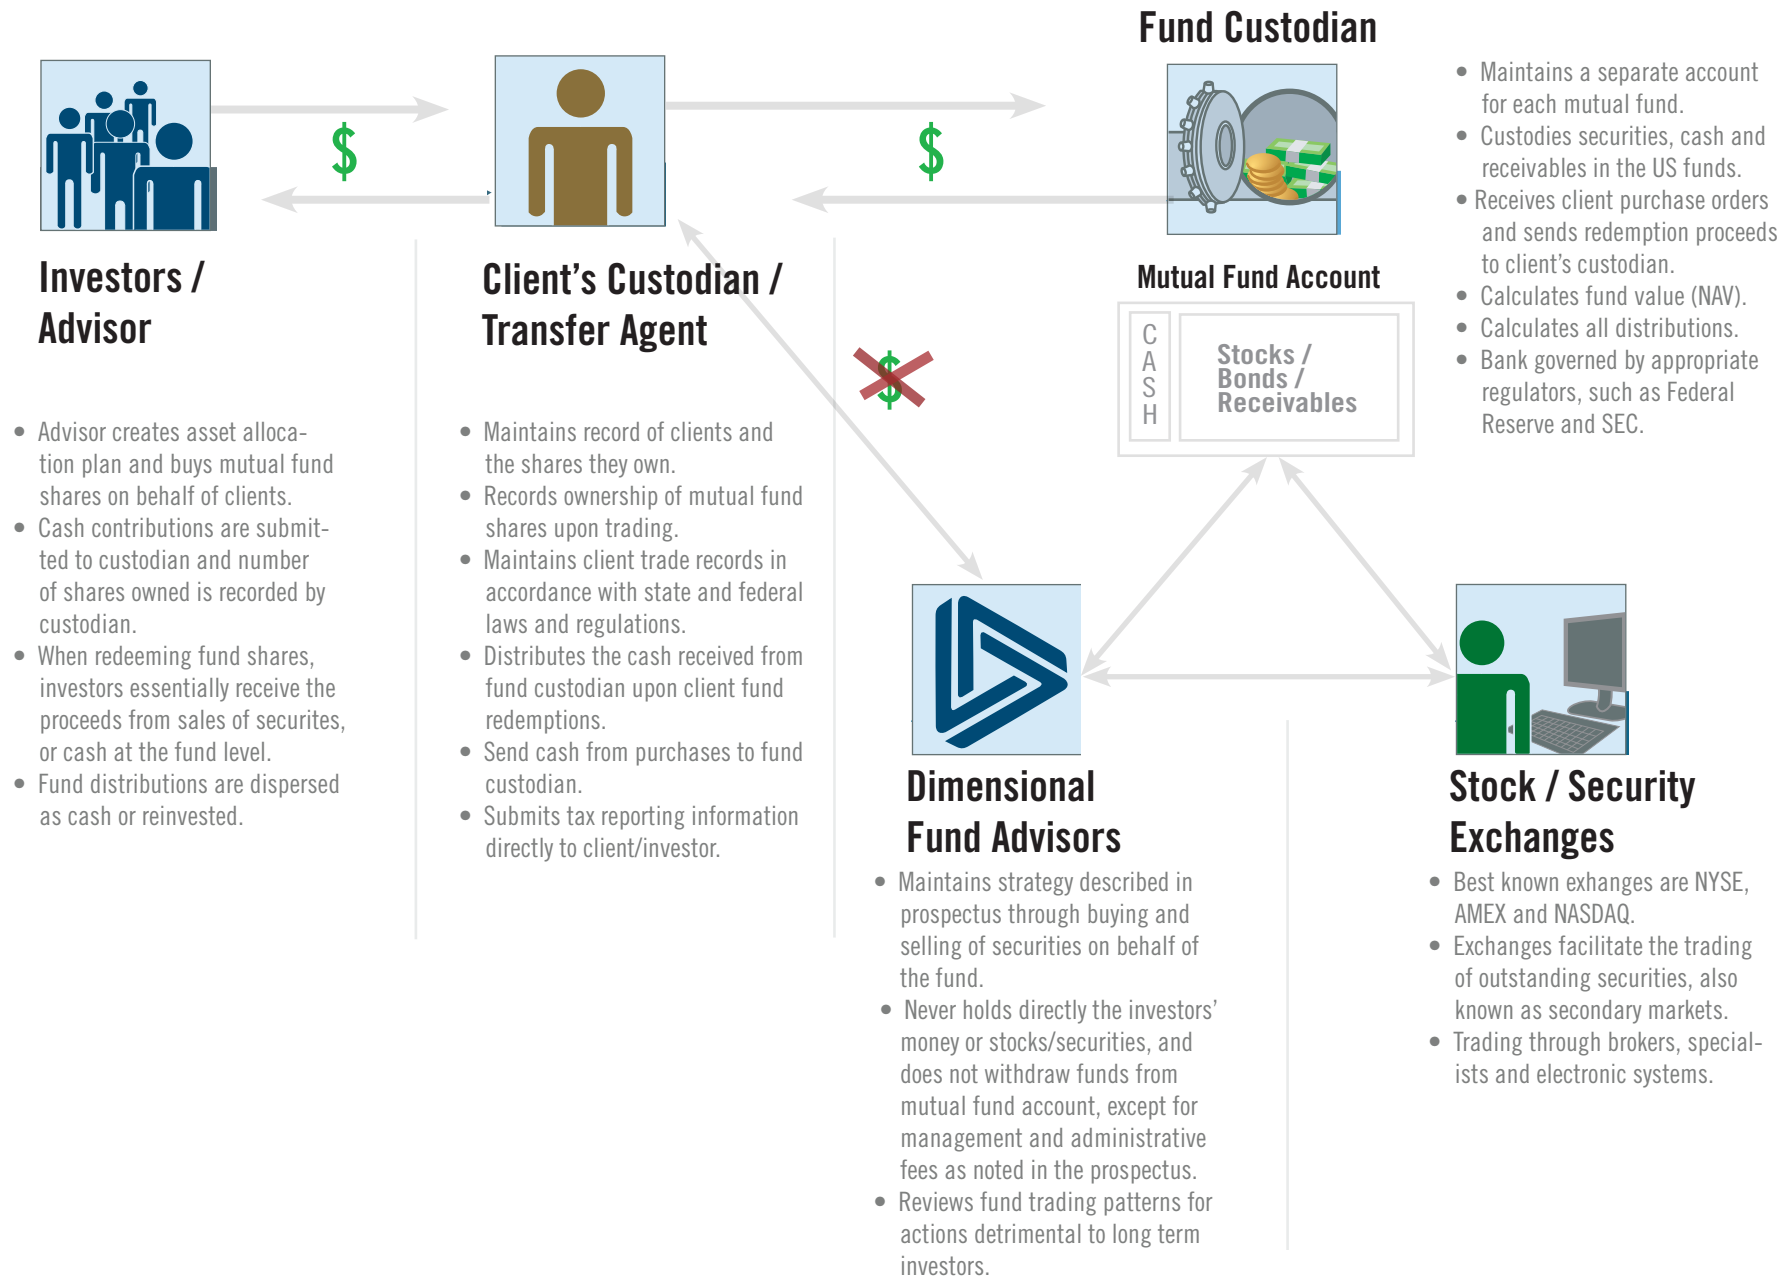 Fund Custodian
• Maintains a separate account
for each mutual fund.
• Custodies securities, cash and
receivables in the US funds.
• Receives client purchase orders
and sends redemption proceeds
to client's custodian.
• Calculates fund value (NAV).
• Calculates all distributions.
• Bank governed by appropriate
regulators, such as Federal
Reserve and SEC.
$
$
Investors /
Advisor
• Advisor creates asset alloca-
tion plan and buys mutual fund
shares on behalf of clients.
• Cash contributions are submit-
ted to custodian and number
of shares owned is recorded by
custodian.
• When redeeming fund shares,
investors essentially receive the
proceeds from sales of securites,
or cash at the fund level.
• Fund distributions are dispersed
as cash or reinvested.
Client's Custodian /
Transfer Agent
• Maintains record of clients and
the shares they own.
• Records ownership of mutual fund
shares upon trading.
• Maintains client trade records in
accordance with state and federal
laws and regulations.
• Distributes the cash received from
fund custodian upon client fund
redemptions.
• Send cash from purchases to fund
custodian.
• Submits tax reporting information
directly to client/investor.
$
Mutual Fund Account
CASH
Stocks /
Bonds /
Receivables
Dimensional
Fund Advisors
• Maintains strategy described in
prospectus through buying and
selling of securities on behalf of
the fund.
• Never holds directly the investors'
money or stocks/securities, and
does not withdraw funds from
mutual fund account, except for
management and administrative
fees as noted in the prospectus.
• Reviews fund trading patterns for
actions detrimental to long term
investors.
Stock / Security
Exchanges
• Best known exhanges are NYSE,
AMEX and NASDAQ.
• Exchanges facilitate the trading
of outstanding securities, also
known as secondary markets.
• Trading through brokers, special-
ists and electronic systems.